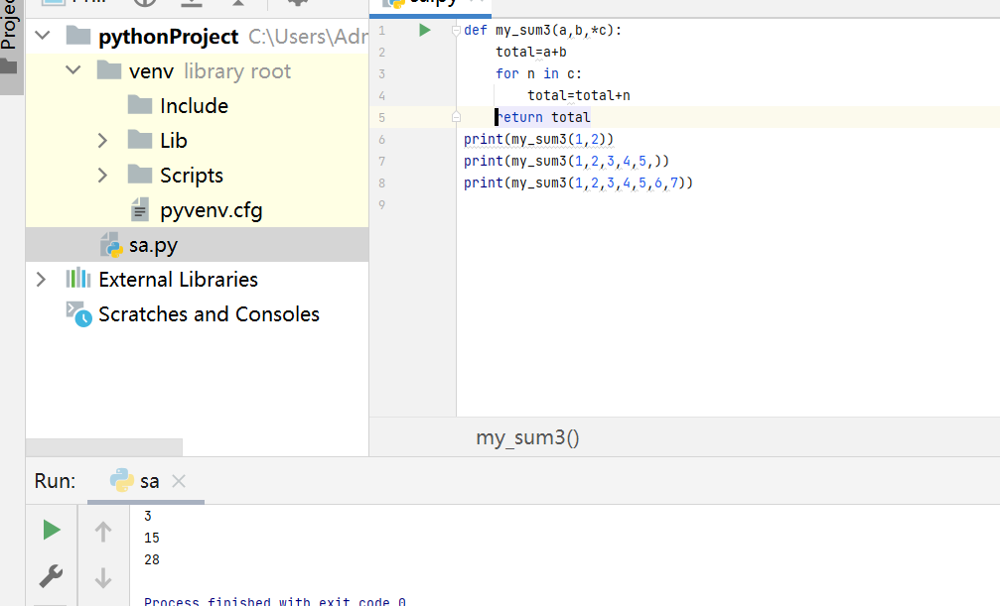 Project
pythonProject C:\Users\Adr
venv library root
Include
Lib
Scripts
pyvenv.cfg
sa.py
External Libraries
Scratches and Consoles
sa.py
1 def my_sum3(a,b,*c):
2 total=a+b
3 for n in c:
4 total=total+n
5 return total
6 print(my_sum3(1,2))
7 print(my_sum3(1,2,3,4,5,))
8 print(my_sum3(1,2,3,4,5,6,7))
9
my_sum3()
Run: sa
3
15
28
Process finished with exit code 0